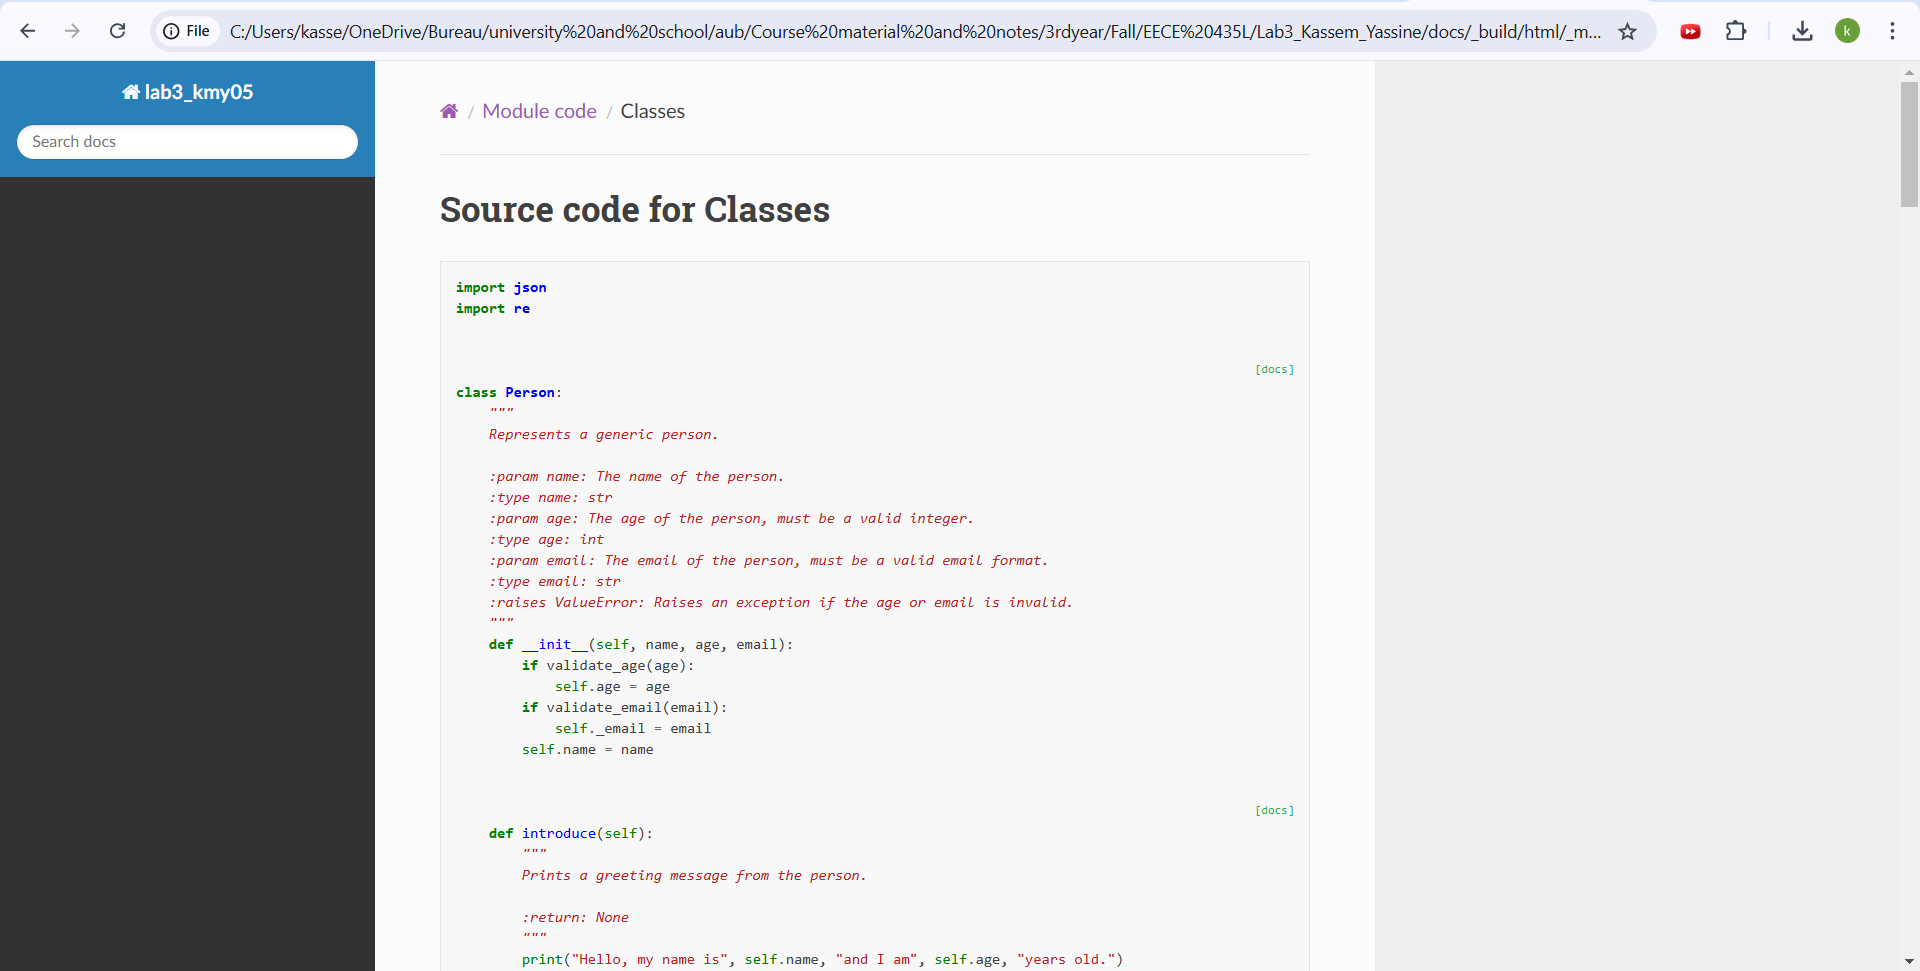 File
C:/Users/kasse/OneDrive/Bureau/university%20and%20school/aub/Course%20material%20and%20notes/3rdyear/Fall/EECE%20435L/Lab3_Kassem_Yassine/docs/_build/html/_m...
k
lab3_kmy05
Search docs
/ Module code / Classes
Source code for Classes
import json
import re
[docs]
class Person:
    """
    Represents a generic person.

    :param name: The name of the person.
    :type name: str
    :param age: The age of the person, must be a valid integer.
    :type age: int
    :param email: The email of the person, must be a valid email format.
    :type email: str
    :raises ValueError: Raises an exception if the age or email is invalid.
    """
    def __init__(self, name, age, email):
        if validate_age(age):
            self.age = age
        if validate_email(email):
            self._email = email
        self.name = name
[docs]
    def introduce(self):
        """
        Prints a greeting message from the person.

        :return: None
        """
        print("Hello, my name is", self.name, "and I am", self.age, "years old.")